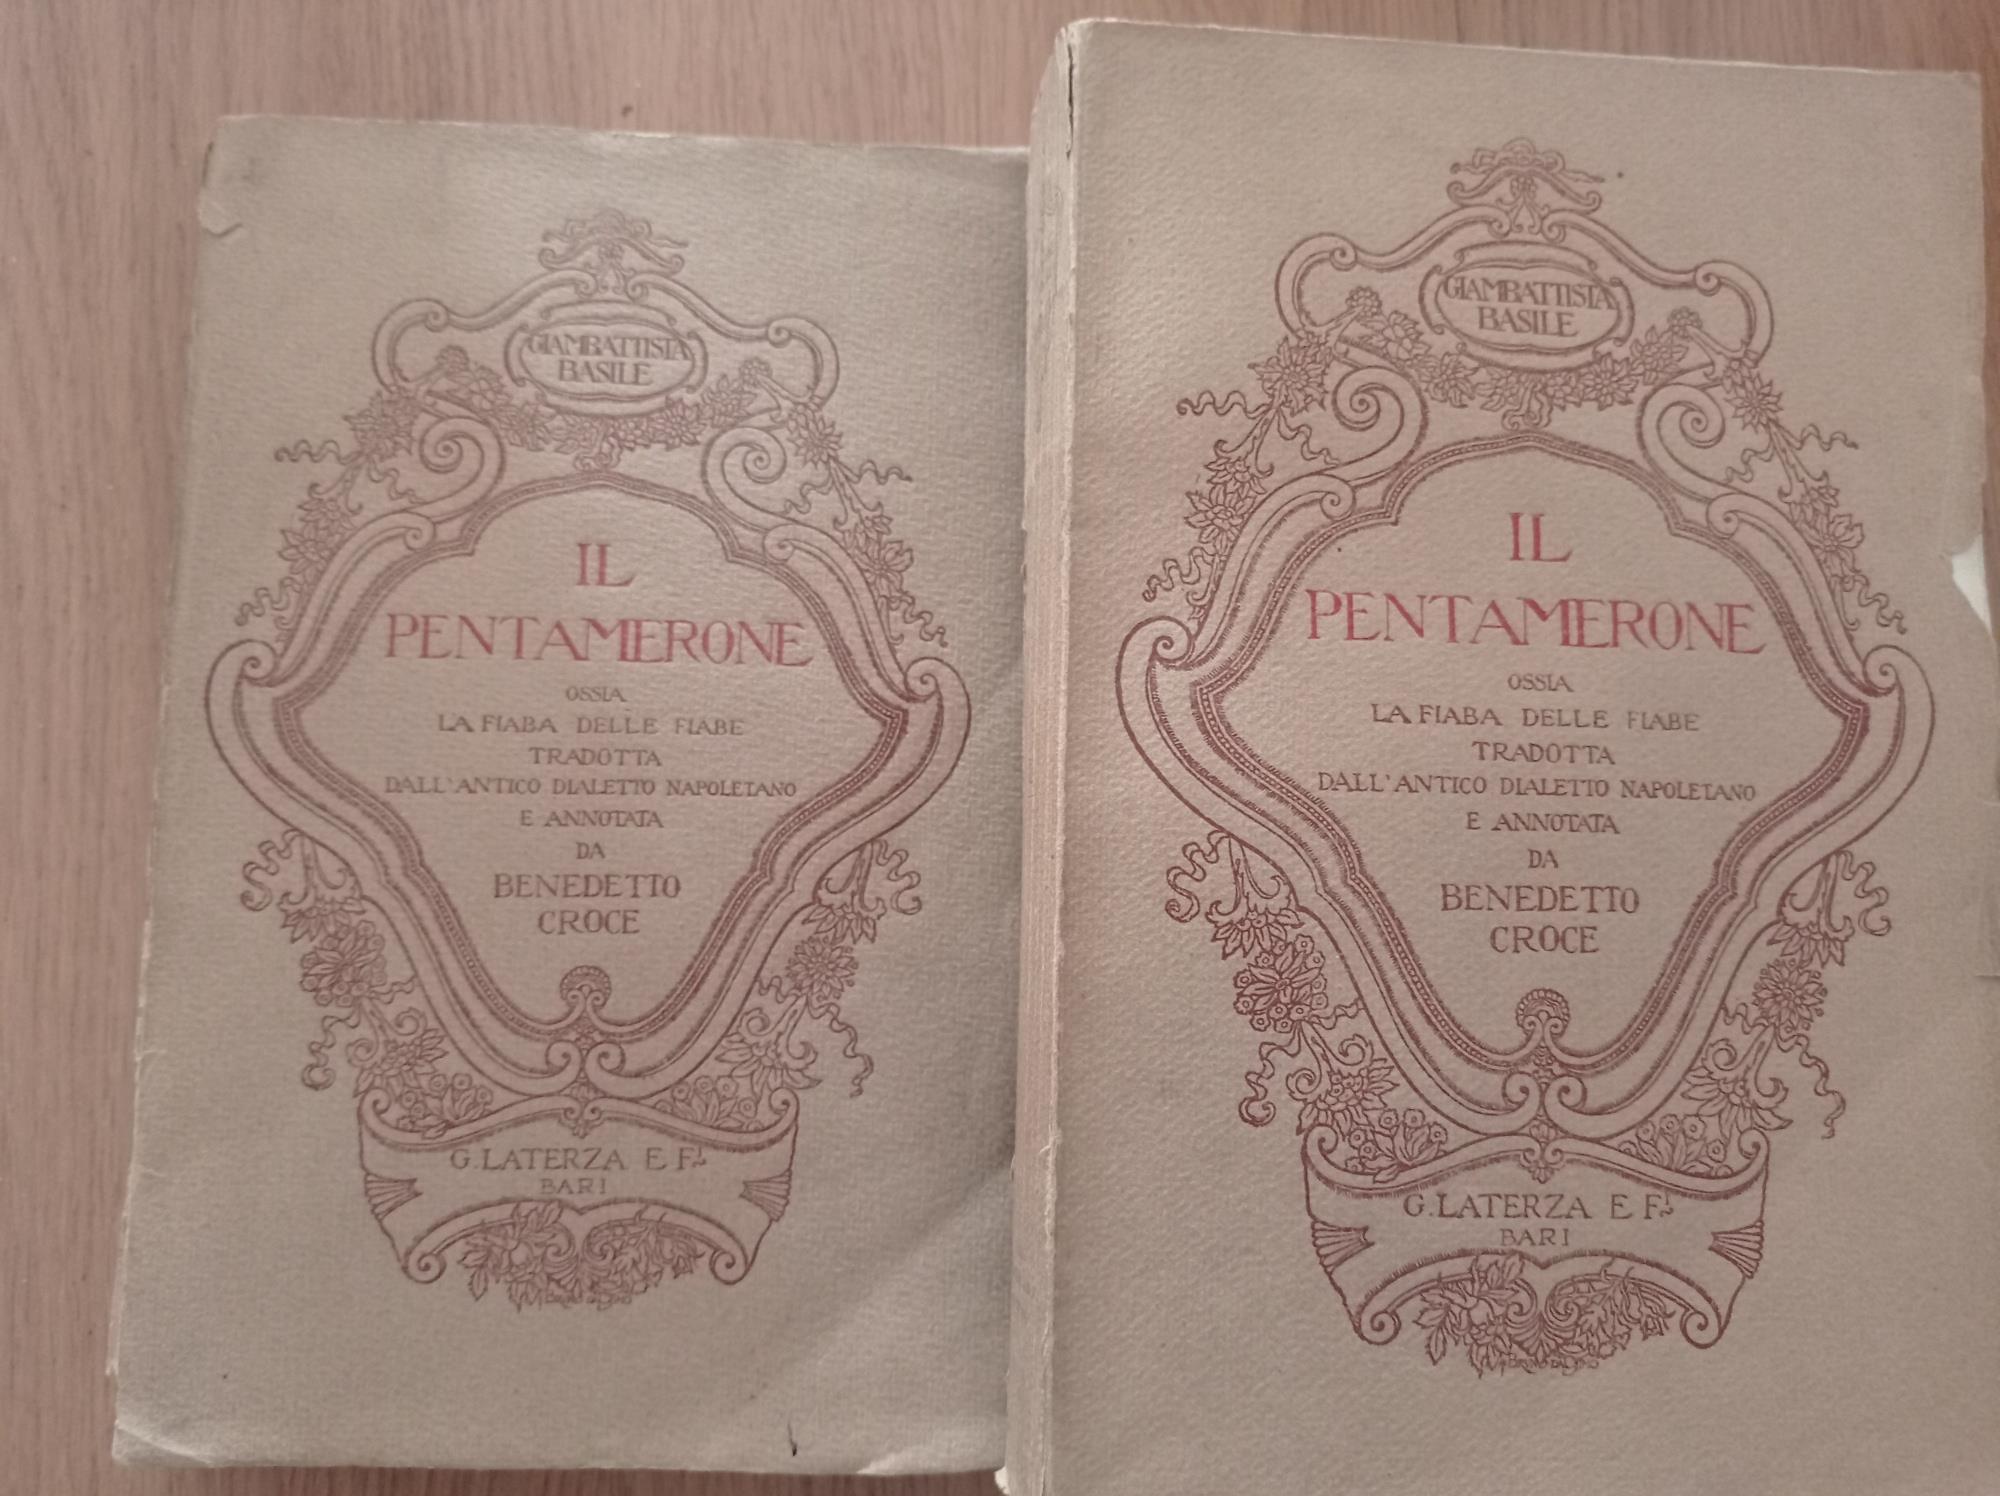 GIAMBATTISTA
BASILE
IL
PENTAMERONE
OSSIA
LA FIABA DELLE FIABE
TRADOTTA
DALL'ANTICO DIALETTO NAPOLETANO
E ANNOTATA
DA
BENEDETTO
CROCE
G. LATERZA E F.i
BARI
GIAMBATTISTA
BASILE
IL
PENTAMERONE
OSSIA
LA FIABA DELLE FIABE
TRADOTTA
DALL'ANTICO DIALETTO NAPOLETANO
E ANNOTATA
DA
BENEDETTO
CROCE
G. LATERZA E F.i
BARI